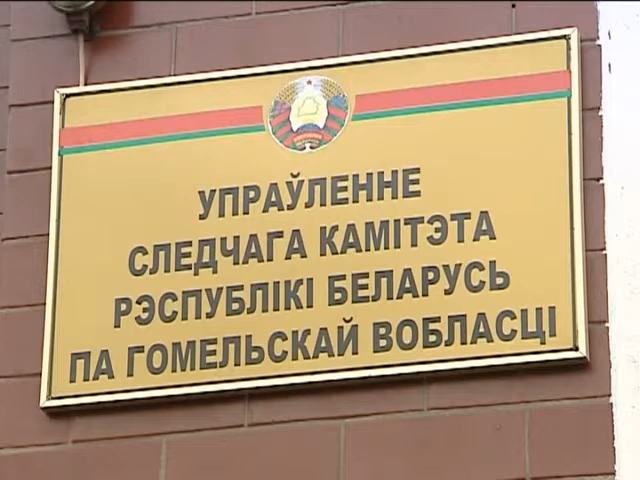 УПРАЎЛЕННЕ
СЛЕДЧАГА КАМІТЭТА
РЭСПУБЛІКІ БЕЛАРУСЬ
ПА ГОМЕЛЬСКАЙ ВОБЛАСЦІ